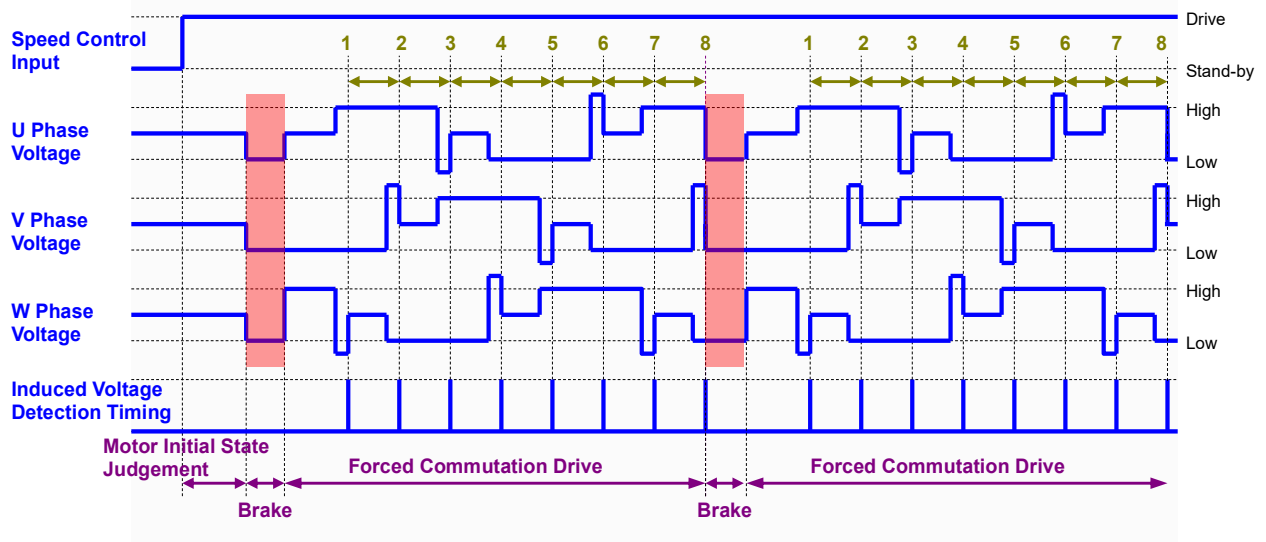 Drive
Speed Control
Input
1 2 3 4 5 6 7 8 1 2 3 4 5 6 7 8
Stand-by
High
U Phase
Voltage
Low
High
V Phase
Voltage
Low
High
W Phase
Voltage
Low
Induced Voltage
Detection Timing
Motor Initial State
Judgement
Forced Commutation Drive Forced Commutation Drive
Brake Brake